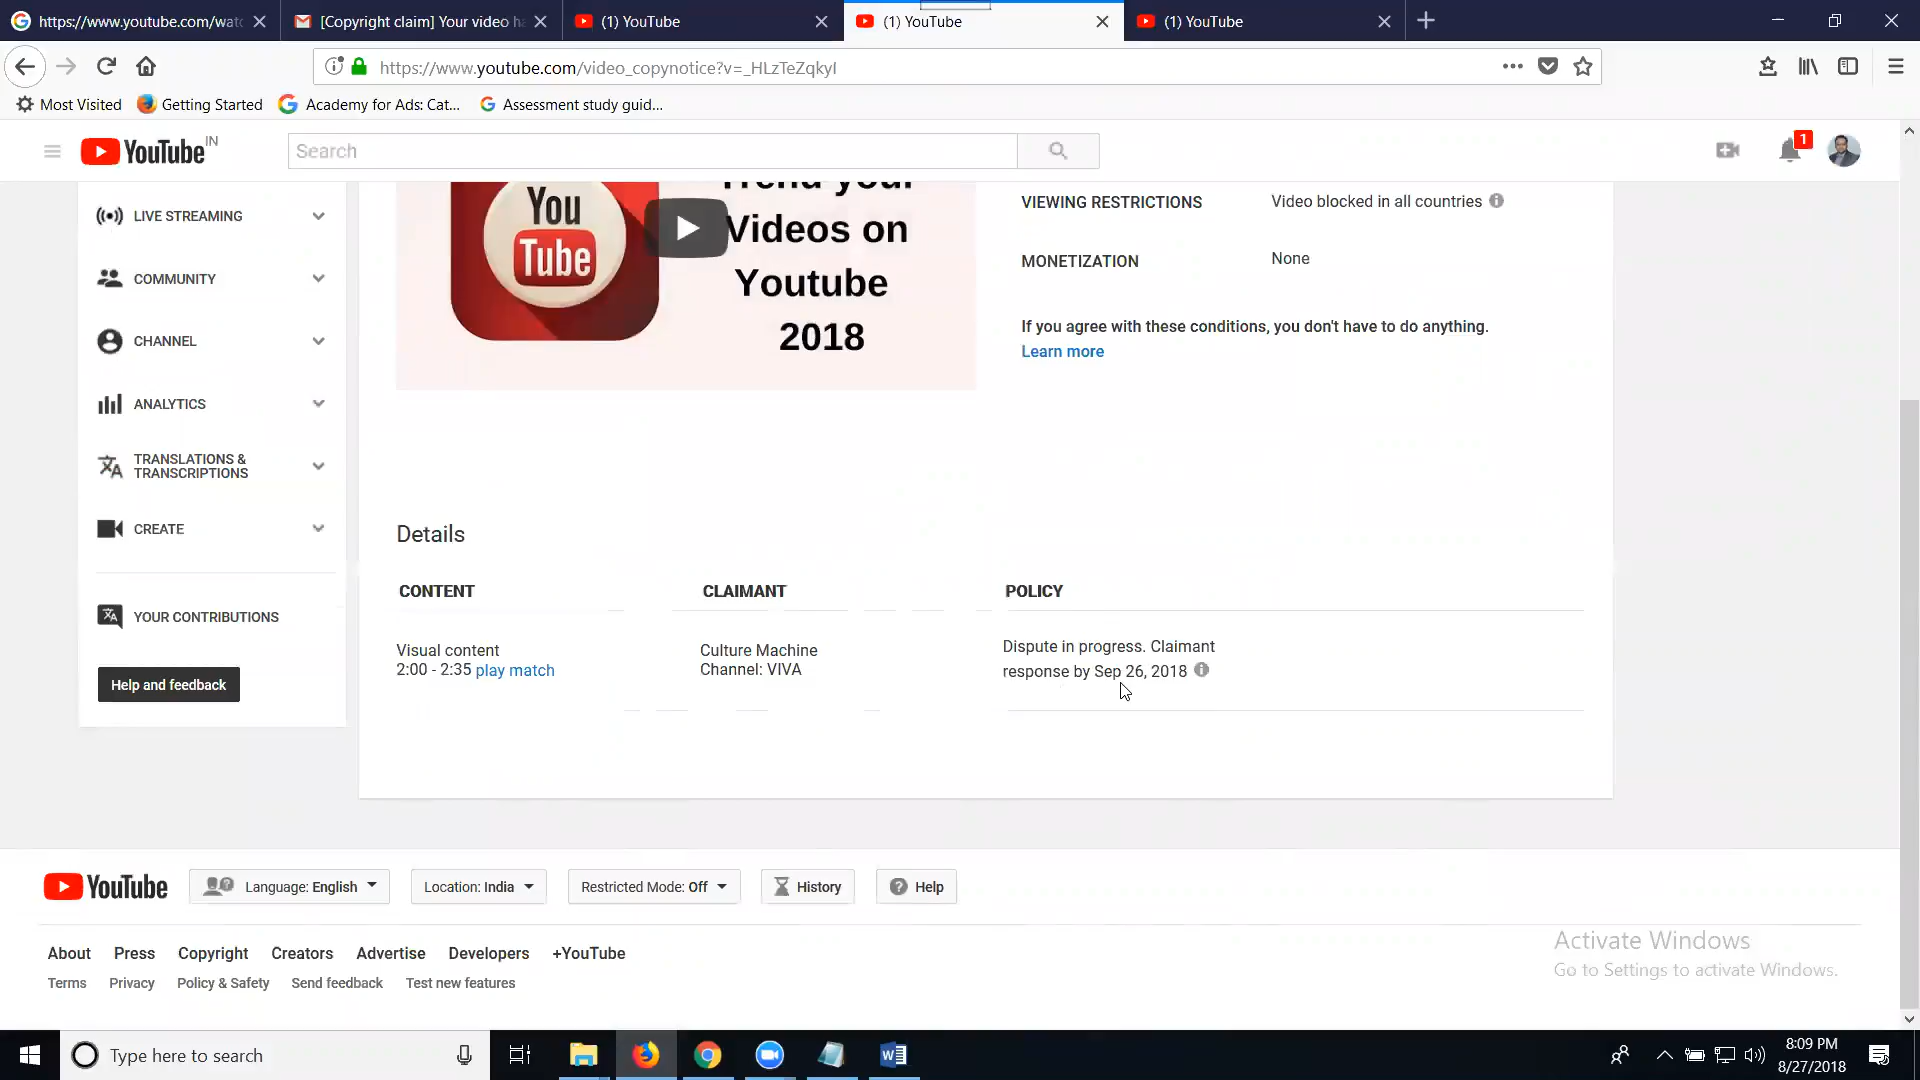 https://www.youtube.com/wat
[Copyright claim] Your video ha
(1) YouTube
(1) YouTube
(1) YouTube
https://www.youtube.com/video_copynotice?v=_HLzTeZqkyI
Most Visited
Getting Started
Academy for Ads: Cat...
Assessment study guid...
YouTube IN
Search
1
LIVE STREAMING
COMMUNITY
CHANNEL
ANALYTICS
TRANSLATIONS &
TRANSCRIPTIONS
CREATE
YOUR CONTRIBUTIONS
Help and feedback
You
Tube
Trend your
Videos on
Youtube
2018
VIEWING RESTRICTIONS
Video blocked in all countries
MONETIZATION
None
If you agree with these conditions, you don't have to do anything.
Learn more
Details
CONTENT
CLAIMANT
POLICY
Visual content
2:00 - 2:35 play match
Culture Machine
Channel: VIVA
Dispute in progress. Claimant
response by Sep 26, 2018
YouTube
Language: English
Location: India
Restricted Mode: Off
History
Help
About
Press
Copyright
Creators
Advertise
Developers
+YouTube
Terms
Privacy
Policy & Safety
Send feedback
Test new features
Activate Windows
Go to Settings to activate Windows.
Type here to search
8:09 PM
8/27/2018